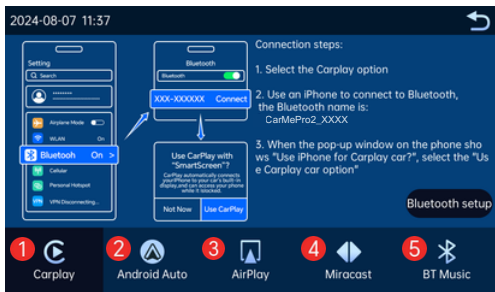 2024-08-07 11:37
Setting
Search
Airplane Mode
WLAN On
Bluetooh On >
Cellular
Personal Hotspot
VPN Disconnecting...
Bluetooth
Bluetooth
XXX-XXXXXX Connect
Use CarPlay with
"SmartScreen"?
CarPlay automatically connects
yourPhone to your car's built-in
display,and can access your phone
while it islocked.
Not Now Use CarPlay
Connection steps:
1. Select the Carplay option
2. Use an iPhone to connect to Bluetooth,
the Bluetooth name is:
CarMePro2_XXXX
3. When the pop-up window on the phone sho
ws "Use iPhone for Carplay car?", select the "Us
e Carplay car option"
Bluetooth setup
1 Carplay
2 Android Auto
3 AirPlay
4 Miracast
5 BT Music